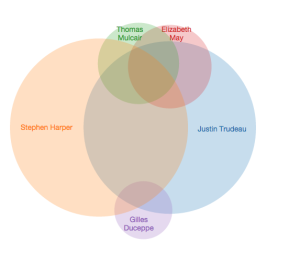 Thomas
Mulcair
Elizabeth
May
Stephen Harper
Justin Trudeau
Gilles
Duceppe